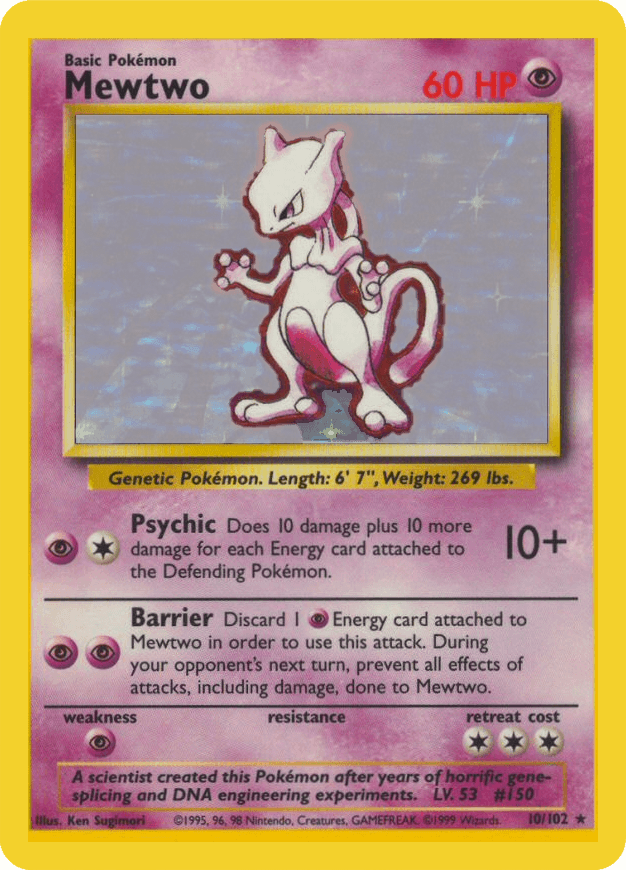 Basic Pokémon
Mewtwo 60 HP
Genetic Pokémon. Length: 6' 7", Weight: 269 lbs.
Psychic Does 10 damage plus 10 more
damage for each Energy card attached to
the Defending Pokémon.
10+
Barrier Discard 1 Energy card attached to
Mewtwo in order to use this attack. During
your opponent's next turn, prevent all effects of
attacks, including damage, done to Mewtwo.
weakness resistance retreat cost
A scientist created this Pokémon after years of horrific gene-
splicing and DNA engineering experiments. LV. 53 #150
Illus. Ken Sugimori ©1995, 96, 98 Nintendo, Creatures, GAMEFREAK. ©1999 Wizards. 10/102 ★